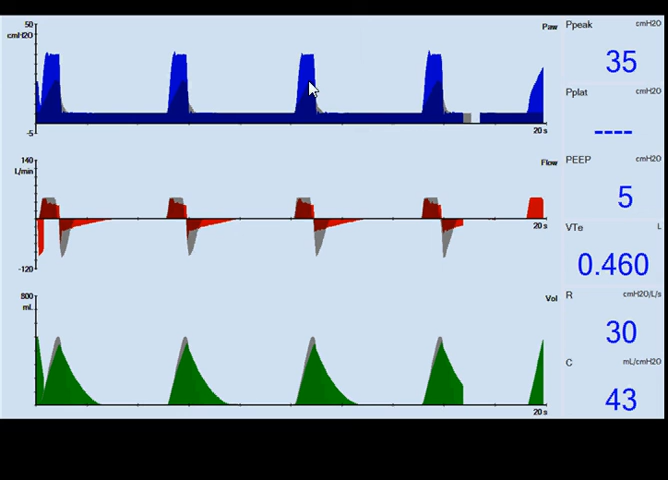 50
cmH2O
Paw
-5
20 s
140
L/min
Flow
-120
20 s
800
mL
Vol
20 s
Ppeak cmH2O
35
Pplat cmH2O
----
PEEP cmH2O
5
VTe L
0.460
R cmH2O/L/s
30
C mL/cmH2O
43